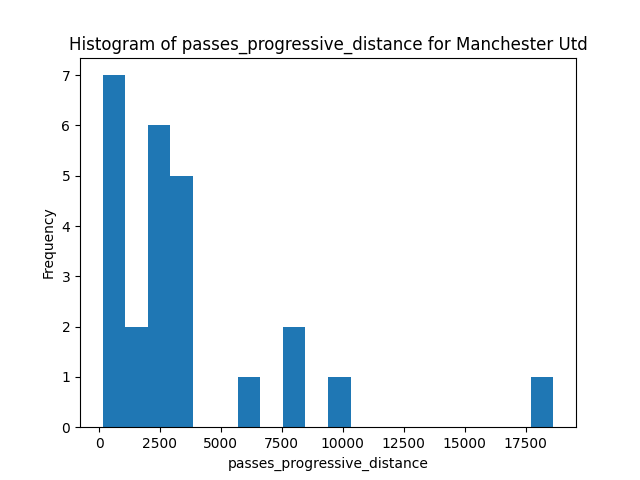 Histogram of passes_progressive_distance for Manchester Utd
7
6
5
4
3
2
1
0
Frequency
0 2500 5000 7500 10000 12500 15000 17500
passes_progressive_distance